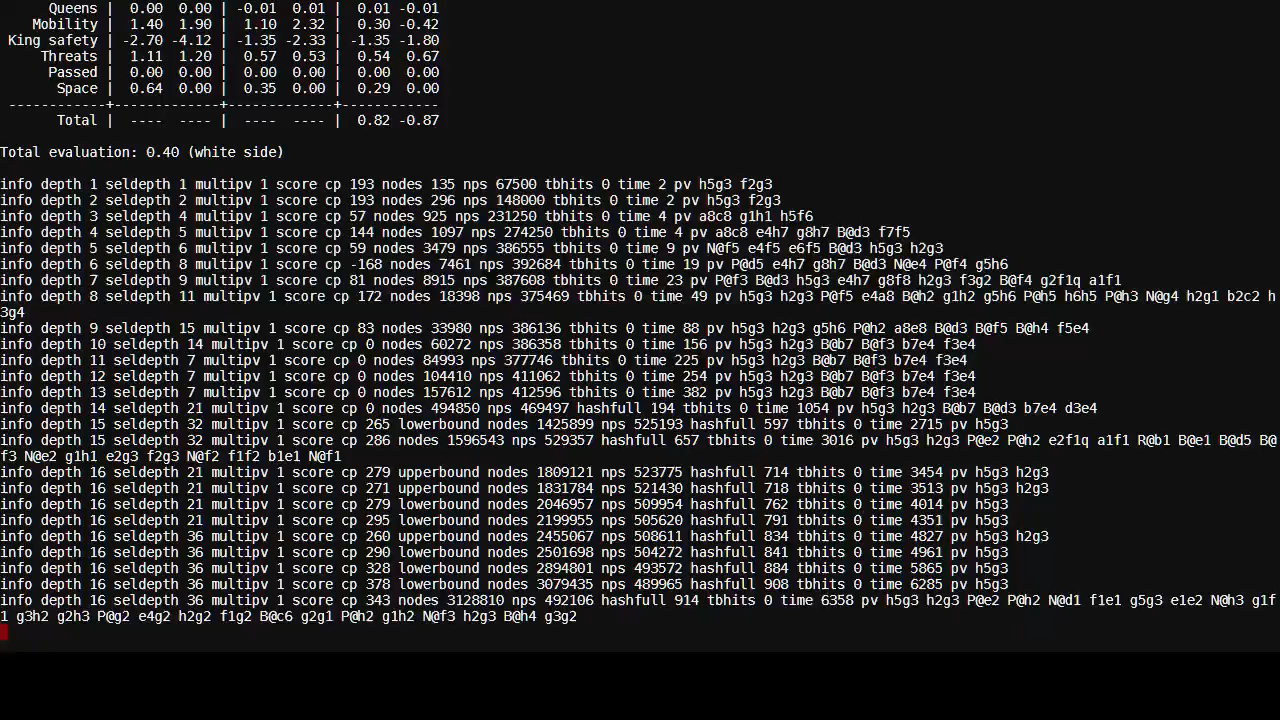 Queens | 0.00 0.00 | -0.01 0.01 | 0.01 -0.01
Mobility | 1.40 1.90 | 1.10 2.32 | 0.30 -0.42
King safety | -2.70 -4.12 | -1.35 -2.33 | -1.35 -1.80
Threats | 1.11 1.20 | 0.57 0.53 | 0.54 0.67
Passed | 0.00 0.00 | 0.00 0.00 | 0.00 0.00
Space | 0.64 0.00 | 0.35 0.00 | 0.29 0.00
------------+-------------+-------------+------------
Total | ---- ---- | ---- ---- | 0.82 -0.87
Total evaluation: 0.40 (white side)
info depth 1 seldepth 1 multipv 1 score cp 193 nodes 135 nps 67500 tbhits 0 time 2 pv h5g3 f2g3
info depth 2 seldepth 2 multipv 1 score cp 193 nodes 296 nps 148000 tbhits 0 time 2 pv h5g3 f2g3
info depth 3 seldepth 4 multipv 1 score cp 57 nodes 925 nps 231250 tbhits 0 time 4 pv a8c8 g1h1 h5f6
info depth 4 seldepth 5 multipv 1 score cp 144 nodes 1097 nps 274250 tbhits 0 time 4 pv a8c8 e4h7 g8h7 B@d3 f7f5
info depth 5 seldepth 6 multipv 1 score cp 59 nodes 3479 nps 386555 tbhits 0 time 9 pv N@f5 e4f5 e6f5 B@d3 h5g3 h2g3
info depth 6 seldepth 8 multipv 1 score cp -168 nodes 7461 nps 392684 tbhits 0 time 19 pv P@d5 e4h7 g8h7 B@d3 N@e4 P@f4 g5h6
info depth 7 seldepth 9 multipv 1 score cp 81 nodes 8915 nps 387608 tbhits 0 time 23 pv P@f3 B@d3 h5g3 e4h7 g8f8 h2g3 f3g2 B@f4 g2f1q a1f1
info depth 8 seldepth 11 multipv 1 score cp 172 nodes 18398 nps 375469 tbhits 0 time 49 pv h5g3 h2g3 P@f5 e4a8 B@h2 g1h2 g5h6 P@h5 h6h5 P@h3 N@g4 h2g1 b2c2 h
3g4
info depth 9 seldepth 15 multipv 1 score cp 83 nodes 33980 nps 386136 tbhits 0 time 88 pv h5g3 h2g3 g5h6 P@h2 a8e8 B@d3 B@f5 B@h4 f5e4
info depth 10 seldepth 14 multipv 1 score cp 0 nodes 60272 nps 386358 tbhits 0 time 156 pv h5g3 h2g3 B@b7 B@f3 b7e4 f3e4
info depth 11 seldepth 7 multipv 1 score cp 0 nodes 84993 nps 377746 tbhits 0 time 225 pv h5g3 h2g3 B@b7 B@f3 b7e4 f3e4
info depth 12 seldepth 7 multipv 1 score cp 0 nodes 104410 nps 411062 tbhits 0 time 254 pv h5g3 h2g3 B@b7 B@f3 b7e4 f3e4
info depth 13 seldepth 7 multipv 1 score cp 0 nodes 157612 nps 412596 tbhits 0 time 382 pv h5g3 h2g3 B@b7 B@f3 b7e4 f3e4
info depth 14 seldepth 21 multipv 1 score cp 0 nodes 494850 nps 469497 hashfull 194 tbhits 0 time 1054 pv h5g3 h2g3 B@b7 B@d3 b7e4 d3e4
info depth 15 seldepth 32 multipv 1 score cp 265 lowerbound nodes 1425899 nps 525193 hashfull 597 tbhits 0 time 2715 pv h5g3
info depth 15 seldepth 32 multipv 1 score cp 286 nodes 1596543 nps 529357 hashfull 657 tbhits 0 time 3016 pv h5g3 h2g3 P@e2 P@h2 e2f1q a1f1 R@b1 B@e1 B@d5 B@
f3 N@e2 g1h1 e2g3 f2g3 N@f2 f1f2 b1e1 N@f1
info depth 16 seldepth 21 multipv 1 score cp 279 upperbound nodes 1809121 nps 523775 hashfull 714 tbhits 0 time 3454 pv h5g3 h2g3
info depth 16 seldepth 21 multipv 1 score cp 271 upperbound nodes 1831784 nps 521430 hashfull 718 tbhits 0 time 3513 pv h5g3 h2g3
info depth 16 seldepth 21 multipv 1 score cp 279 lowerbound nodes 2046957 nps 509954 hashfull 762 tbhits 0 time 4014 pv h5g3
info depth 16 seldepth 21 multipv 1 score cp 295 lowerbound nodes 2199955 nps 505620 hashfull 791 tbhits 0 time 4351 pv h5g3
info depth 16 seldepth 36 multipv 1 score cp 260 upperbound nodes 2455067 nps 508611 hashfull 834 tbhits 0 time 4827 pv h5g3 h2g3
info depth 16 seldepth 36 multipv 1 score cp 290 lowerbound nodes 2501698 nps 504272 hashfull 841 tbhits 0 time 4961 pv h5g3
info depth 16 seldepth 36 multipv 1 score cp 328 lowerbound nodes 2894801 nps 493572 hashfull 884 tbhits 0 time 5865 pv h5g3
info depth 16 seldepth 36 multipv 1 score cp 378 lowerbound nodes 3079435 nps 489965 hashfull 908 tbhits 0 time 6285 pv h5g3
info depth 16 seldepth 36 multipv 1 score cp 343 nodes 3128810 nps 492106 hashfull 914 tbhits 0 time 6358 pv h5g3 h2g3 P@e2 P@h2 N@d1 f1e1 g5g3 e1e2 N@h3 g1f
1 g3h2 g2h3 P@g2 e4g2 h2g2 f1g2 B@c6 g2g1 P@h2 g1h2 N@f3 h2g3 B@h4 g3g2